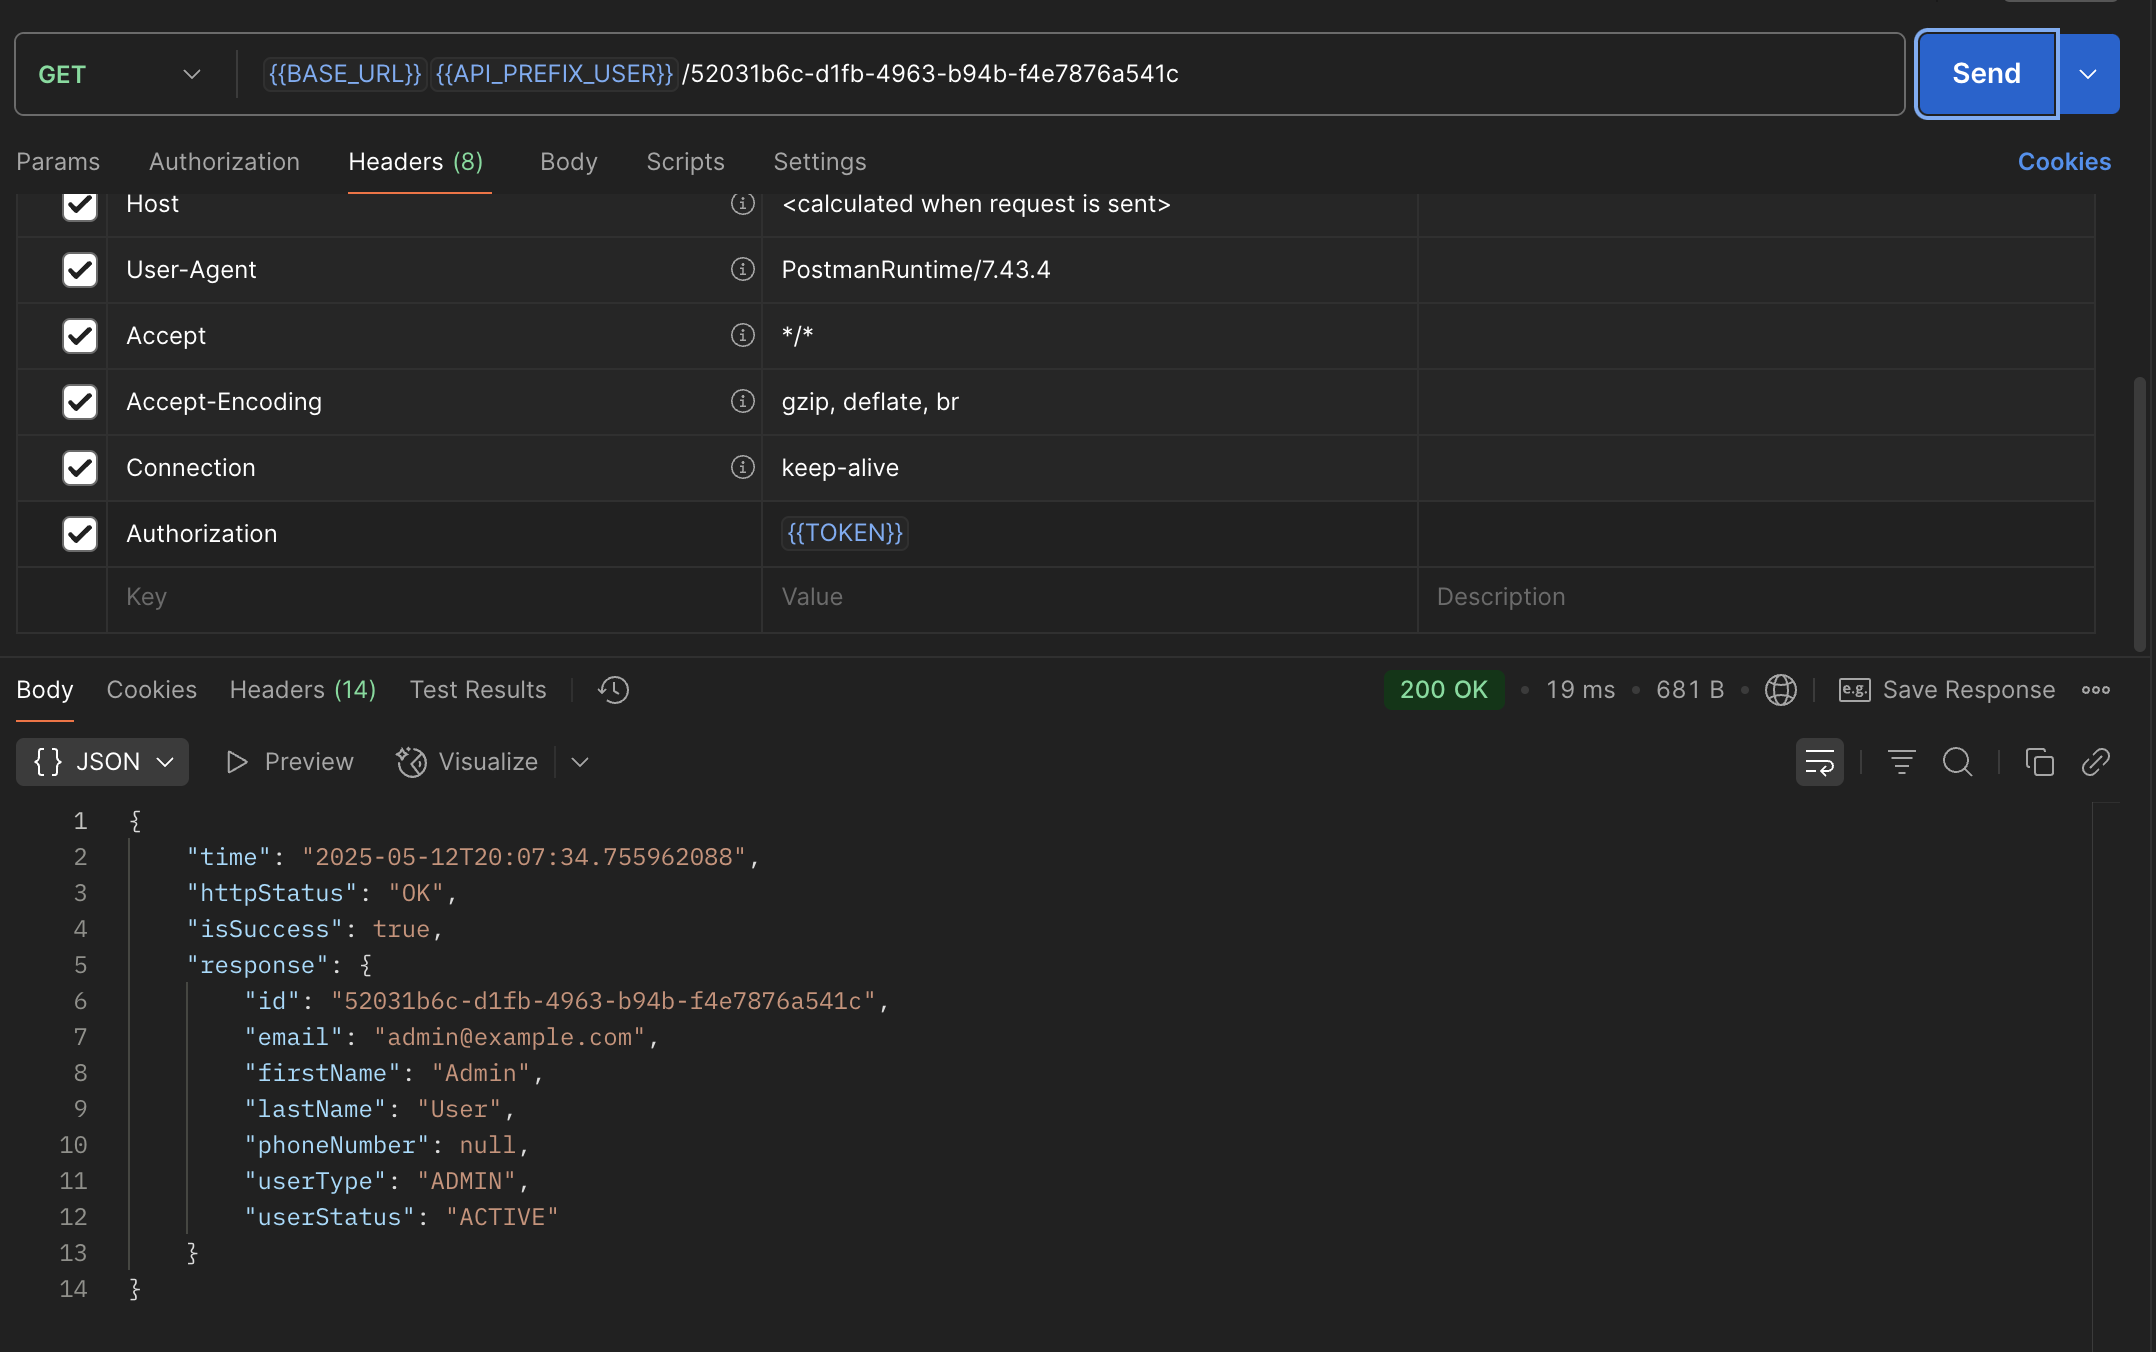 GET {{BASE_URL}} {{API_PREFIX_USER}} /52031b6c-d1fb-4963-b94b-f4e7876a541c Send
Params Authorization Headers (8) Body Scripts Settings Cookies
Host <calculated when request is sent>
User-Agent PostmanRuntime/7.43.4
Accept */*
Accept-Encoding gzip, deflate, br
Connection keep-alive
Authorization {{TOKEN}}
Key Value Description
Body Cookies Headers (14) Test Results 200 OK • 19 ms • 681 B • e.g. Save Response
{} JSON Preview Visualize
1 {
2 "time": "2025-05-12T20:07:34.755962088",
3 "httpStatus": "OK",
4 "isSuccess": true,
5 "response": {
6 "id": "52031b6c-d1fb-4963-b94b-f4e7876a541c",
7 "email": "admin@example.com",
8 "firstName": "Admin",
9 "lastName": "User",
10 "phoneNumber": null,
11 "userType": "ADMIN",
12 "userStatus": "ACTIVE"
13 }
14 }